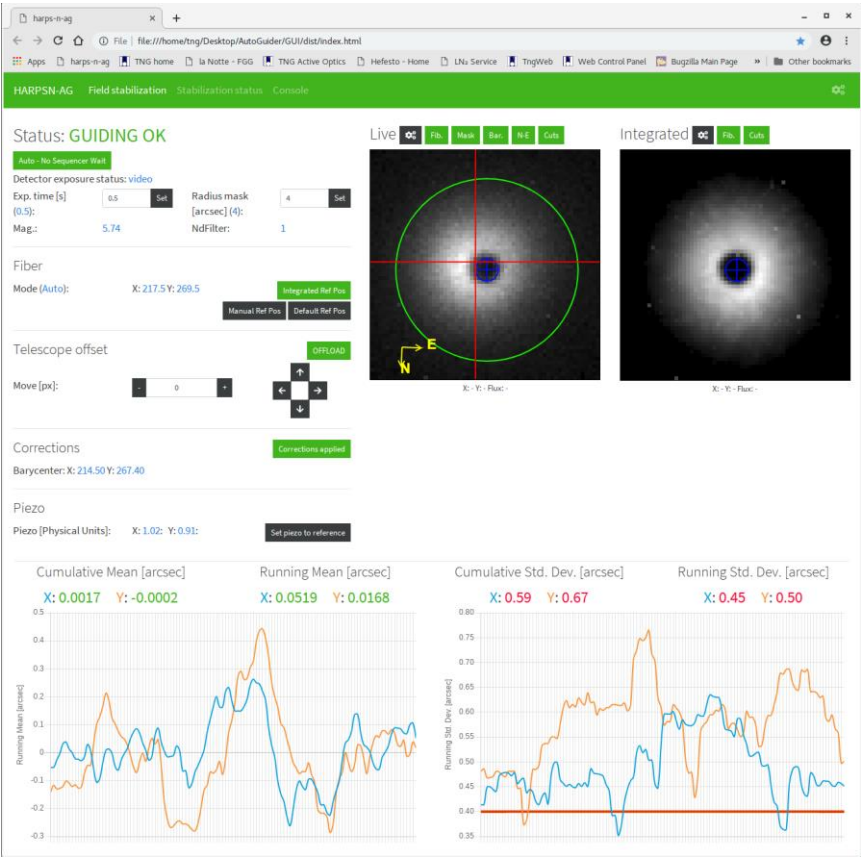 harps-n-ag
File | file:///home/tng/Desktop/AutoGuider/GUI/dist/index.html
Apps harps-n-ag TNG home la Notte - FGG TNG Active Optics Hefesto - Home LN₂ Service TngWeb Web Control Panel Bugzilla Main Page » Other bookmarks
HARPSN-AG Field stabilization Stabilization status Console
Status: GUIDING OK
Auto - No Sequencer Wait
Detector exposure status: video
Exp. time [s] (0.5): 0.5 Set Radius mask [arcsec] (4): 4 Set
Mag.: 5.74 NdFilter: 1
Fiber
Mode (Auto): X: 217.5 Y: 269.5 Integrated Ref Pos
Manual Ref Pos Default Ref Pos
Telescope offset OFFLOAD
Move [px]: - 0 +
Corrections Corrections applied
Barycenter: X: 214.50 Y: 267.40
Piezo
Piezo [Physical Units]: X: 1.02: Y: 0.91: Set piezo to reference
Live Fib. Mask Bar. N-E Cuts
E
N
X: - Y: - Flux: -
Integrated Fib. Cuts
X: - Y: - Flux: -
Cumulative Mean [arcsec] Running Mean [arcsec]
X: 0.0017 Y: -0.0002 X: 0.0519 Y: 0.0168
0.5
0.4
0.3
0.2
0.1
0
-0.1
-0.2
-0.3
Running Mean [arcsec]
Cumulative Std. Dev. [arcsec] Running Std. Dev. [arcsec]
X: 0.59 Y: 0.67 X: 0.45 Y: 0.50
0.80
0.75
0.70
0.65
0.60
0.55
0.50
0.45
0.40
0.35
Running Std. Dev. [arcsec]